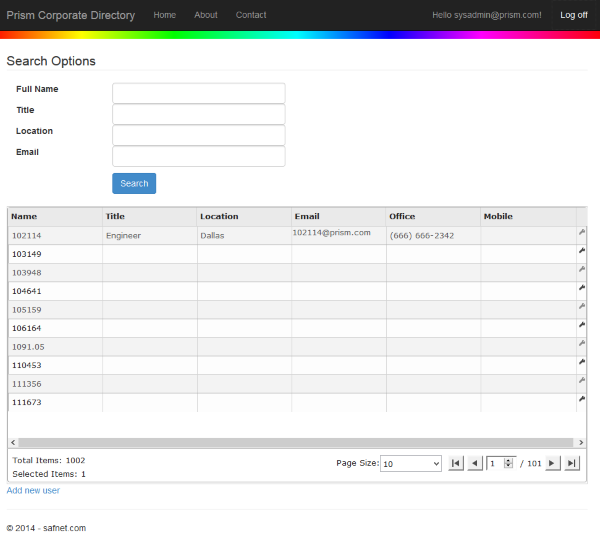 Prism Corporate Directory Home About Contact Hello sysadmin@prism.com! Log off
Search Options
Full Name
Title
Location
Email
Search
Name Title Location Email Office Mobile
102114 Engineer Dallas 102114@prism.com (666) 666-2342
103149
103948
104641
105159
106164
1091.05
110453
111356
111673
Total Items: 1002
Selected Items: 1
Page Size: 10 1 / 101
Add new user
© 2014 - safnet.com